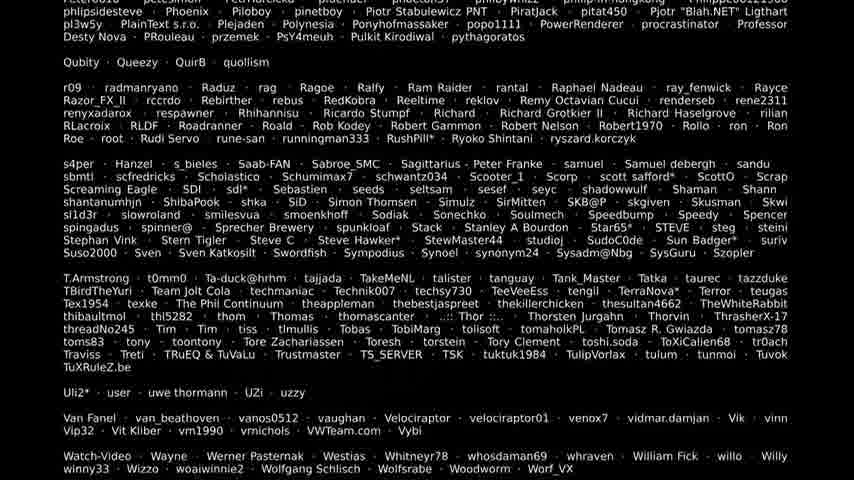 phlipsidesteve · Phoenix · Piloboy · pinetboy · Piotr Stabulewicz PNT · PiratJack · pitat450 · Pjotr "Blah.NET" Ligthart
pl3w5y · PlainText s.r.o. · Plejaden · Polynesia · Ponyhofmassaker · popo1111 · PowerRenderer · procrastinator Professor
Desty Nova · PRouleau · przemek · PsY4meuh · Pulkit Kirodiwal · pythagoratos
Qubity · Queezy · QuirB · quollism
r09 · radmanryano · Raduz · rag · Ragoe · Ralfy · Ram Raider · rantal · Raphael Nadeau · ray_fenwick · Rayce
Razor_FX_II · rccrdo · Rebirther · rebus · RedKobra · Reeltime · reklov · Remy Octavian Cucui · renderseb · rene2311
renyxadarox · respawner · Rhihannisu · Ricardo Stumpf · Richard · Richard Grotkier II · Richard Haselgrove · rilian
RLacroix · RLDF · Roadranner · Roald · Rob Kodey · Robert Gammon · Robert Nelson · Robert1970 · Rollo · ron · Ron
Roe · root · Rudi Servo · rune-san · runningman333 · RushPill* · Ryoko Shintani · ryszard.korczyk
s4per · Hanzel · s_bieles · Saab-FAN · Sabroe_SMC · Sagittarius - Peter Franke · samuel · Samuel debergh · sandu
sbmtl · scfredricks · Scholastico · Schumimax7 · schwantz034 · Scooter_1 · Scorp · scott safford* · ScottO · Scrap
Screaming Eagle · SDI · sdl* · Sebastien · seeds · seltsam · sesef · seyc · shadowwulf · Shaman · Shann
shantanumhjn · ShibaPook · shka · SiD · Simon Thomsen · Simulz · SirMitten · SKB@P · skgiven · Skusman · Skwi
sl1d3r · slowroland · smilesvua · smoenkhoff · Sodiak · Sonechko · Soulmech · Speedbump · Speedy · Spencer
spingadus · spinner@ · Sprecher Brewery · spunkloaf · Stack · Stanley A Bourdon · Star65* · STE\/E · steg · steini
Stephan Vink · Stern Tigler · Steve C · Steve Hawker* · StewMaster44 · studioj · SudoC0de · Sun Badger* · suriv
Suso2000 · Sven · Sven Katkosilt · Swordfish · Sympodius · Synoel · synonym24 · Sysadm@Nbg · SysGuru · Szopler
T.Armstrong · t0mm0 · Ta-duck@hrhm · tajjada · TakeMeNL · talister · tanguay · Tank_Master · Tatka · taurec · tazzduke
TBirdTheYuri · Team Jolt Cola · techmaniac · Technik007 · techsy730 · TeeVeeEss · tengil · TerraNova* · Terror · teugas
Tex1954 · texke · The Phil Continuum · theappleman · thebestjaspreet · thekillerchicken · thesultan4662 · TheWhiteRabbit
thibaultmol · thl5282 · thom · Thomas · thomascanter · ..:: Thor ::.. · Thorsten Jurgahn · Thorvin · ThrasherX-17
threadNo245 · Tim · Tim · tiss · tlmullis · Tobas · TobiMarg · tolisoft · tomaholkPL · Tomasz R. Gwiazda · tomasz78
toms83 · tony · toontony · Tore Zachariassen · Toresh · torstein · Tory Clement · toshi.soda · ToXiCalien68 · tr0ach
Traviss · Treti · TRuEQ & TuVaLu · Trustmaster · TS_SERVER · TSK · tuktuk1984 · TulipVorlax · tulum · tunmoi · Tuvok
TuXRuleZ.be
Uli2* · user · uwe thormann · UZi · uzzy
Van Fanel · van_beathoven · vanos0512 · vaughan · Velociraptor · velociraptor01 · venox7 · vidmar.damjan · Vik · vinn
Vip32 · Vit Kliber · vm1990 · vrnichols · VWTeam.com · Vybi
Watch-Video · Wayne · Werner Pasternak · Westias · Whitneyr78 · whosdaman69 · whraven · William Fick · willo · Willy
winny33 · Wizzo · woaiwinnie2 · Wolfgang Schlisch · Wolfsrabe · Woodworm · Worf_VX